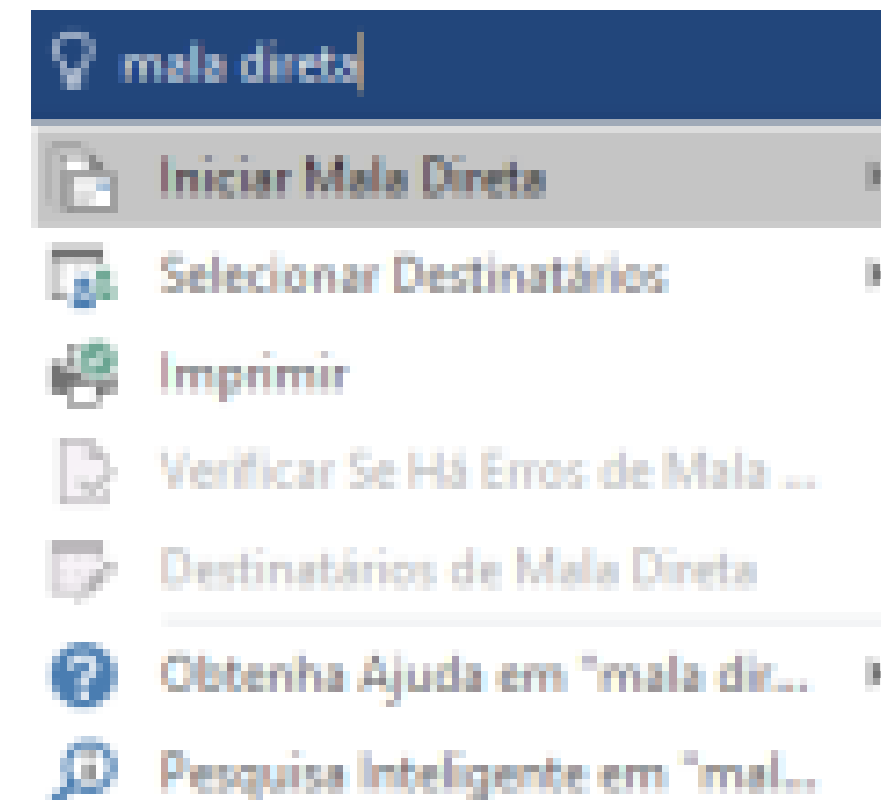 mala direta
Iniciar Mala Direta
Selecionar Destinatários
Imprimir
Verificar Se Há Erros de Mala ...
Destinatários de Mala Direta
Obtenha Ajuda em "mala dir...
Pesquisa Inteligente em "mal...